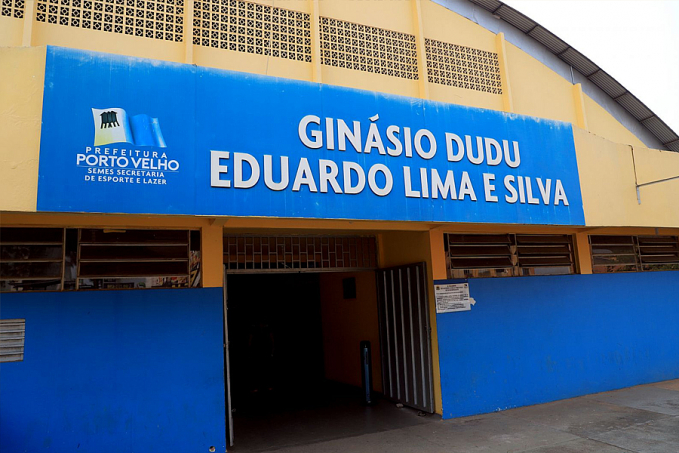 PREFEITURA
PORTO VELHO
SEMES SECRETARIA
DE ESPORTE E LAZER
GINÁSIO DUDU
EDUARDO LIMA E SILVA